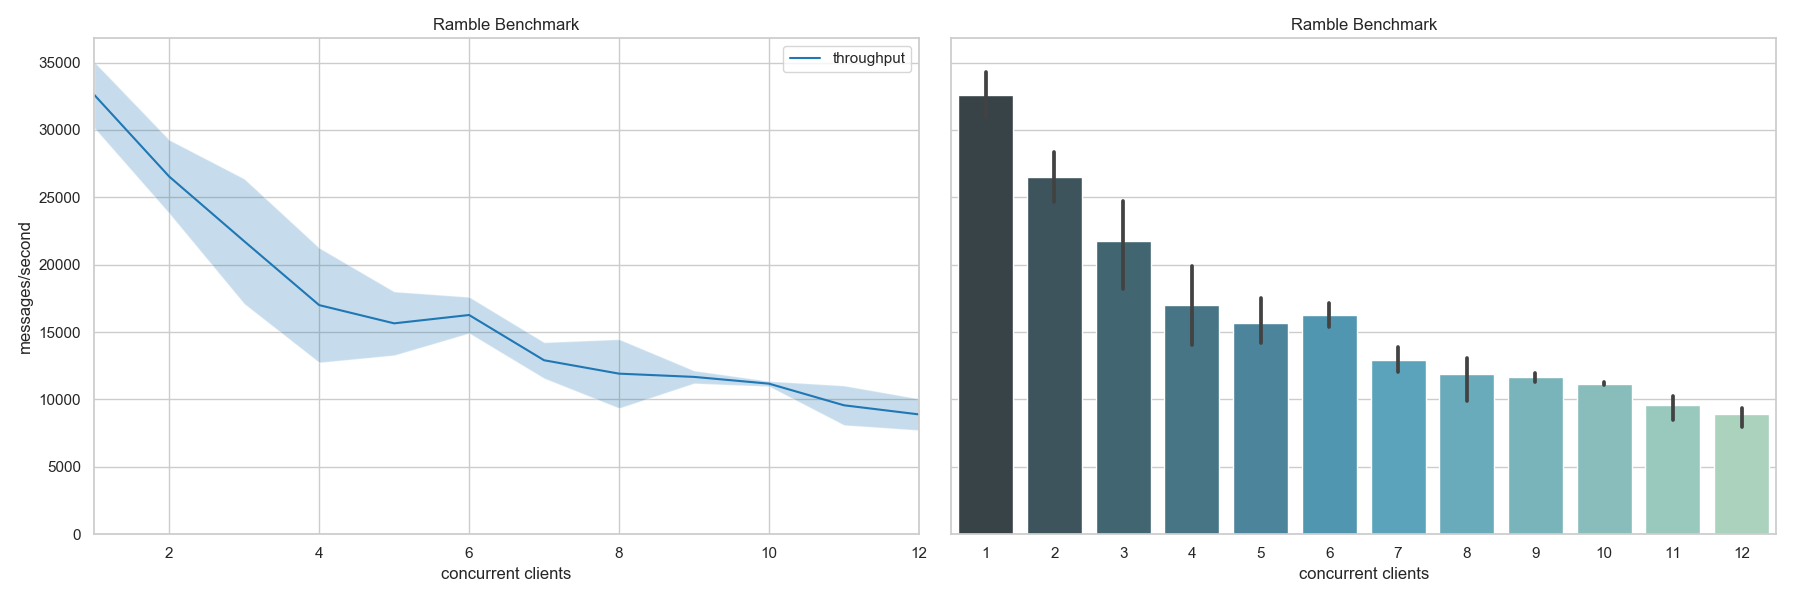 Ramble Benchmark
throughput
messages/second
35000
30000
25000
20000
15000
10000
5000
0
2 4 6 8 10 12
concurrent clients
Ramble Benchmark
1 2 3 4 5 6 7 8 9 10 11 12
concurrent clients